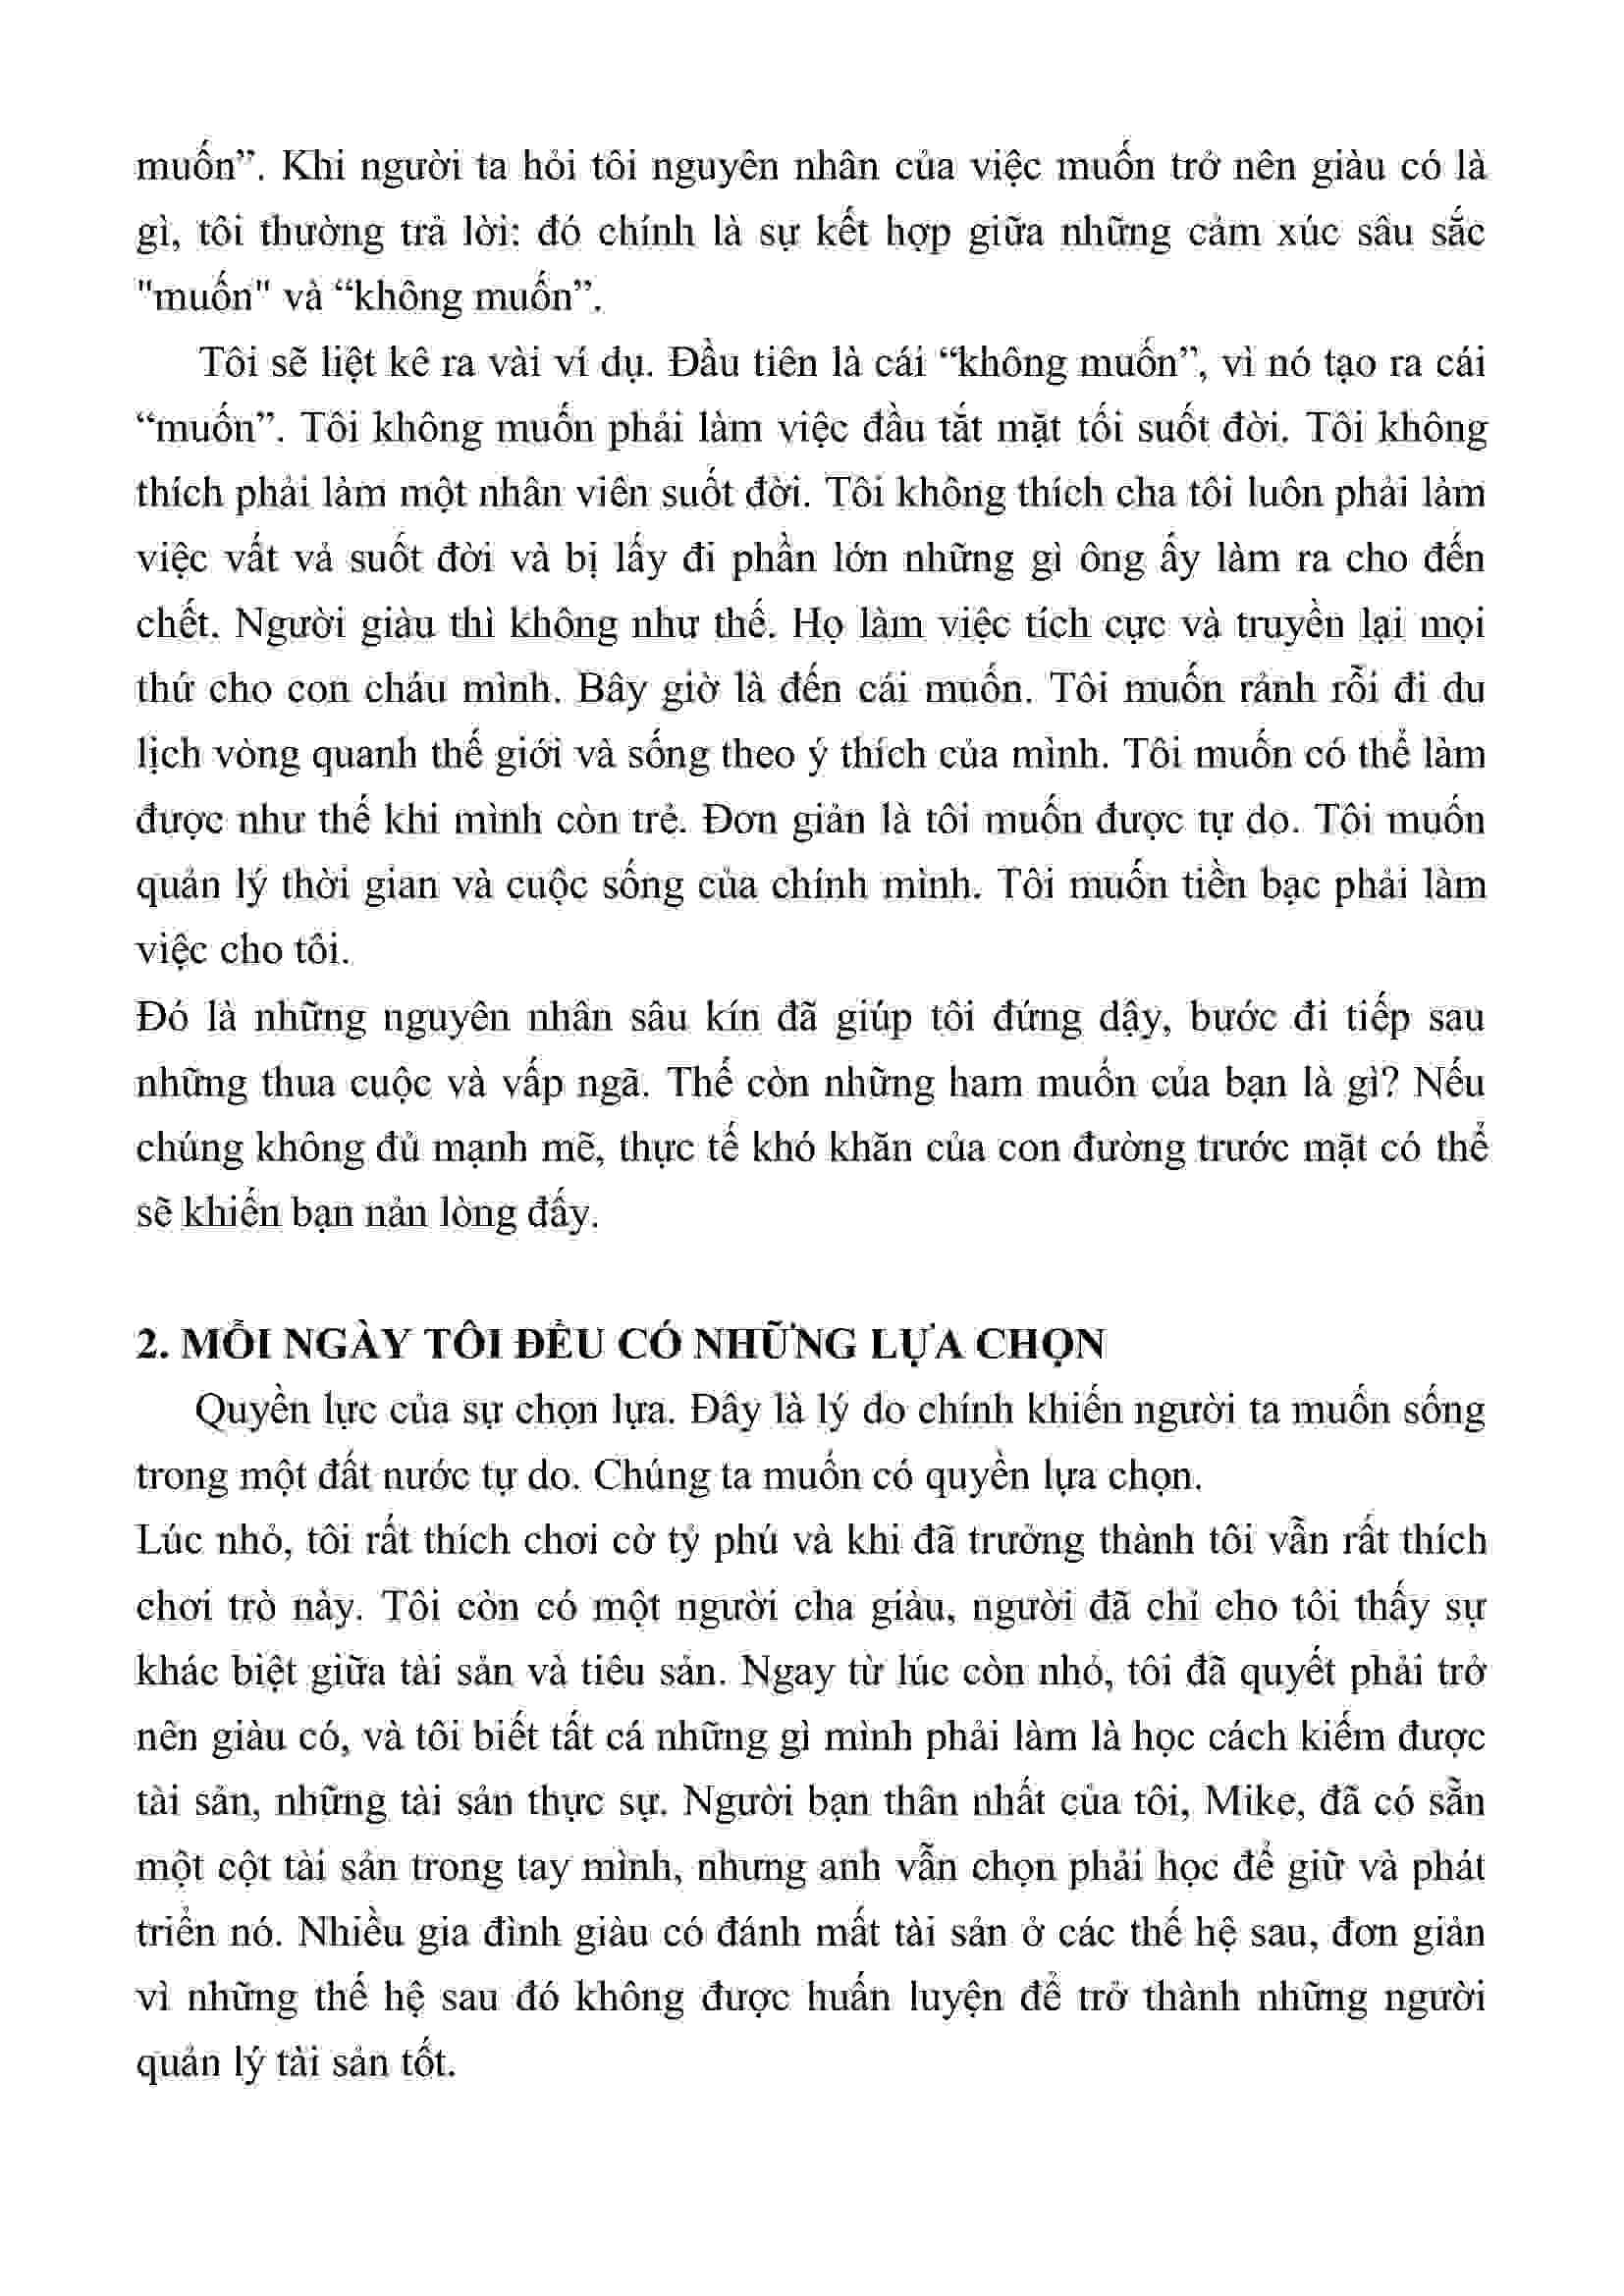 muốn”. Khi người ta hỏi tôi nguyên nhân của việc muốn trở nên giàu có là
gì, tôi thường trả lời: đó chính là sự kết hợp giữa những cảm xúc sâu sắc
"muốn" và “không muốn”.
Tôi sẽ liệt kê ra vài ví dụ. Đầu tiên là cái “không muốn”, vì nó tạo ra cái
“muốn”. Tôi không muốn phải làm việc đầu tắt mặt tối suốt đời. Tôi không
thích phải làm một nhân viên suốt đời. Tôi không thích cha tôi luôn phải làm
việc vất vả suốt đời và bị lấy đi phần lớn những gì ông ấy làm ra cho đến
chết. Người giàu thì không như thế. Họ làm việc tích cực và truyền lại mọi
thứ cho con cháu mình. Bây giờ là đến cái muốn. Tôi muốn rảnh rỗi đi du
lịch vòng quanh thế giới và sống theo ý thích của mình. Tôi muốn có thể làm
được như thế khi mình còn trẻ. Đơn giản là tôi muốn được tự do. Tôi muốn
quản lý thời gian và cuộc sống của chính mình. Tôi muốn tiền bạc phải làm
việc cho tôi.
Đó là những nguyên nhân sâu kín đã giúp tôi đứng dậy, bước đi tiếp sau
những thua cuộc và vấp ngã. Thế còn những ham muốn của bạn là gì? Nếu
chúng không đủ mạnh mẽ, thực tế khó khăn của con đường trước mặt có thể
sẽ khiến bạn nản lòng đấy.
2. MỖI NGÀY TÔI ĐỀU CÓ NHỮNG LỰA CHỌN
Quyền lực của sự chọn lựa. Đây là lý do chính khiến người ta muốn sống
trong một đất nước tự do. Chúng ta muốn có quyền lựa chọn.
Lúc nhỏ, tôi rất thích chơi cờ tỷ phú và khi đã trưởng thành tôi vẫn rất thích
chơi trò này. Tôi còn có một người cha giàu, người đã chỉ cho tôi thấy sự
khác biệt giữa tài sản và tiêu sản. Ngay từ lúc còn nhỏ, tôi đã quyết phải trở
nên giàu có, và tôi biết tất cá những gì mình phải làm là học cách kiếm được
tài sản, những tài sản thực sự. Người bạn thân nhất của tôi, Mike, đã có sẵn
một cột tài sản trong tay mình, nhưng anh vẫn chọn phải học để giữ và phát
triển nó. Nhiều gia đình giàu có đánh mất tài sản ở các thế hệ sau, đơn giản
vì những thế hệ sau đó không được huấn luyện để trở thành những người
quản lý tài sản tốt.